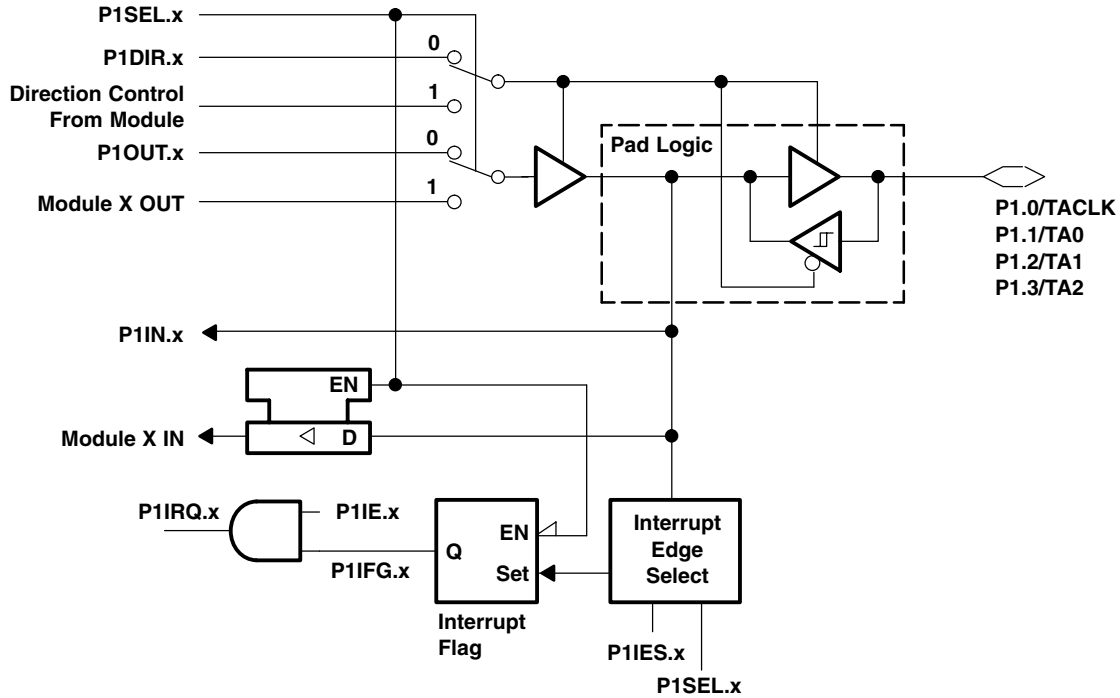 P1SEL.x
0
P1DIR.x
Direction Control
From Module
1
0
P1OUT.x
Module X OUT
1
Pad Logic
P1.0/TACLK
P1.1/TA0
P1.2/TA1
P1.3/TA2
P1IN.x
EN
Module X IN
D
P1IRQ.x
P1IE.x
P1IFG.x
EN
Q
Set
Interrupt
Flag
Interrupt
Edge
Select
P1IES.x
P1SEL.x